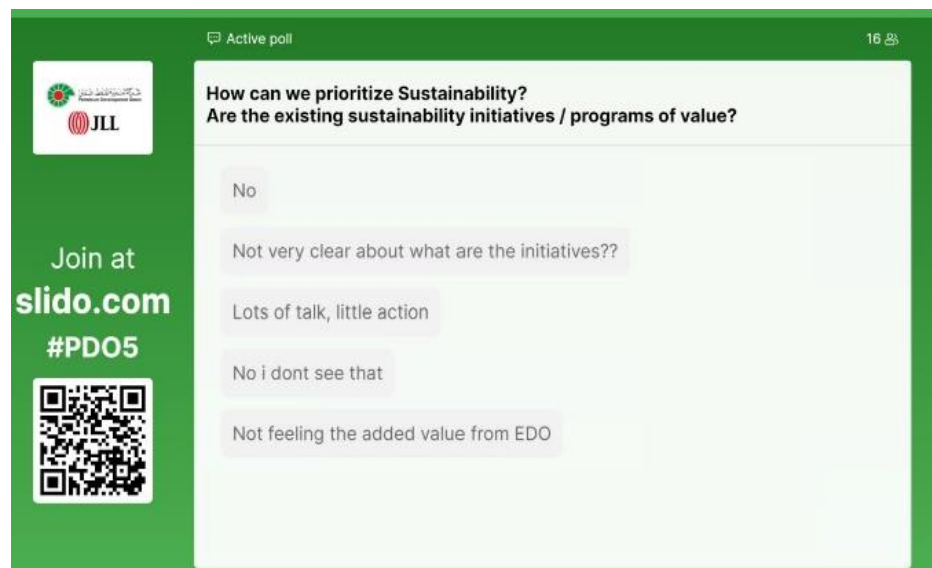 Active poll
16
JLL
How can we prioritize Sustainability?
Are the existing sustainability initiatives / programs of value?
No
Not very clear about what are the initiatives??
Lots of talk, little action
No i dont see that
Not feeling the added value from EDO
Join at
slido.com
#PDO5